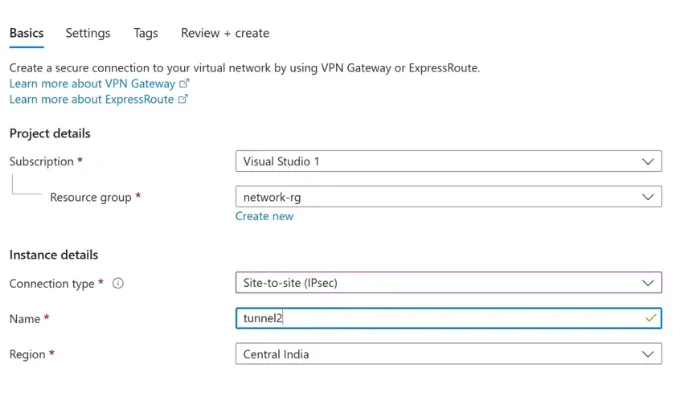 Basics Settings Tags Review + create
Create a secure connection to your virtual network by using VPN Gateway or ExpressRoute.
Learn more about VPN Gateway
Learn more about ExpressRoute
Project details
Subscription * Visual Studio 1
Resource group * network-rg
Create new
Instance details
Connection type * Site-to-site (IPsec)
Name * tunnel2
Region * Central India